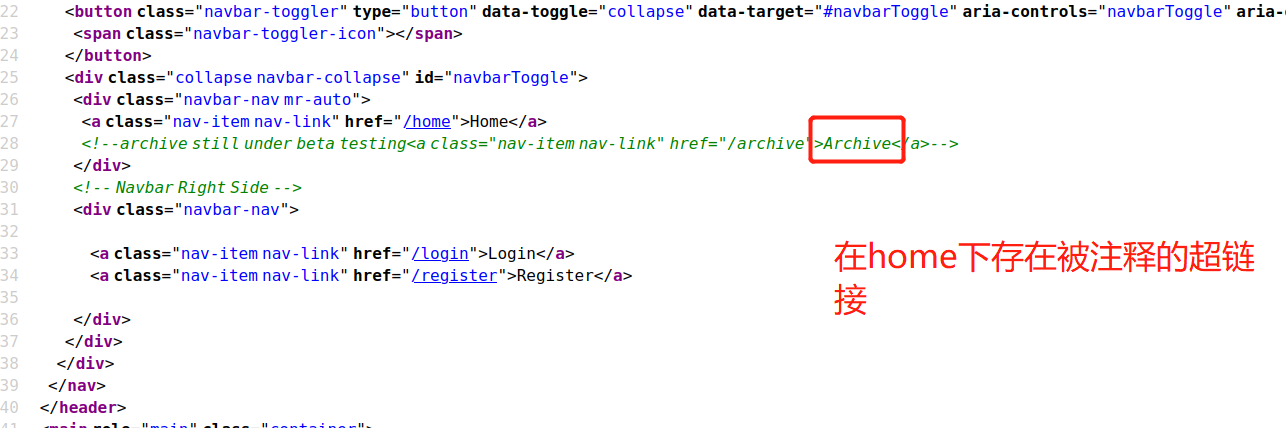 22 <button class="navbar-toggler" type="button" data-toggle="collapse" data-target="#navbarToggle" aria-controls="navbarToggle" aria-
23 <span class="navbar-toggler-icon"></span>
24 </button>
25 <div class="collapse navbar-collapse" id="navbarToggle">
26 <div class="navbar-nav mr-auto">
27 <a class="nav-item nav-link" href="/home">Home</a>
28 <!--archive still under beta testing<a class="nav-item nav-link" href="/archive">Archive</a>-->
29 </div>
30 <!-- Navbar Right Side -->
31 <div class="navbar-nav">
32
33 <a class="nav-item nav-link" href="/login">Login</a>
34 <a class="nav-item nav-link" href="/register">Register</a>
35
36 </div>
37 </div>
38 </div>
39 </nav>
40 </header>
41 <main role="main" class="container">
在home下存在被注释的超链
接